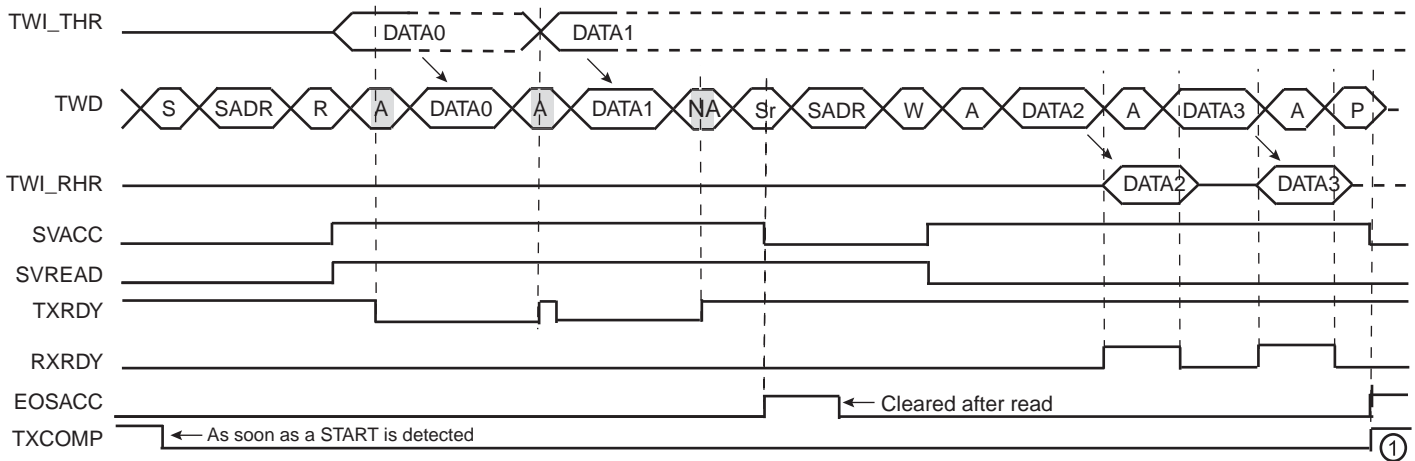 TWI_THR DATA0 DATA1
TWD S SADR R A DATA0 A DATA1 NA Sr SADR W A DATA2 A DATA3 A P
TWI_RHR DATA2 DATA3
SVACC
SVREAD
TXRDY
RXRDY
EOSACC Cleared after read
TXCOMP As soon as a START is detected 1